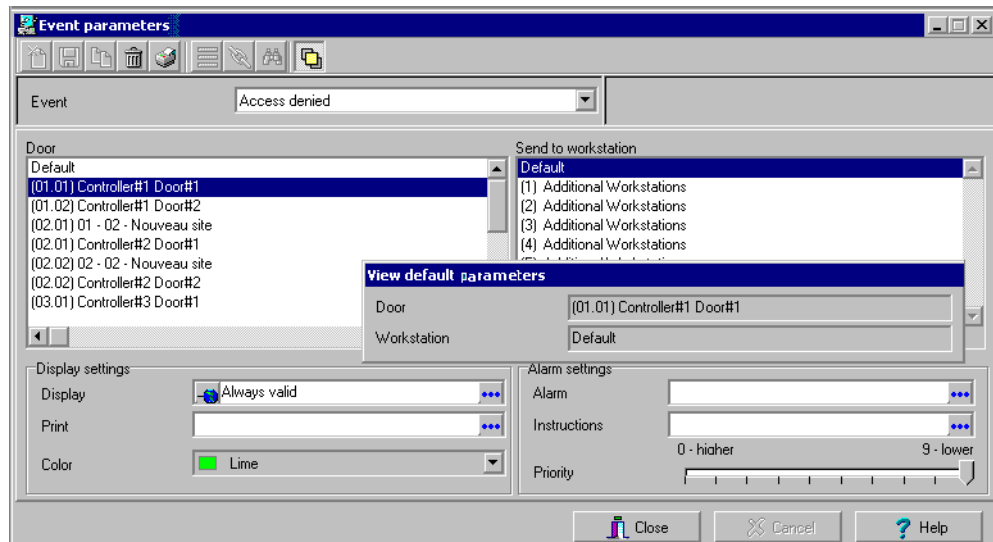 Event parameters
Event
Access denied
Door
Default
(01.01) Controller#1 Door#1
(01.02) Controller#1 Door#2
(02.01) 01 - 02 - Nouveau site
(02.01) Controller#2 Door#1
(02.02) 02 - 02 - Nouveau site
(02.02) Controller#2 Door#2
(03.01) Controller#3 Door#1
Send to workstation
Default
(1) Additional Workstations
(2) Additional Workstations
(3) Additional Workstations
(4) Additional Workstations
View default parameters
Door
(01.01) Controller#1 Door#1
Workstation
Default
Display settings
Display
Always valid
Print
Color
Lime
Alarm settings
Alarm
Instructions
0 - higher
9 - lower
Priority
Close
Cancel
? Help